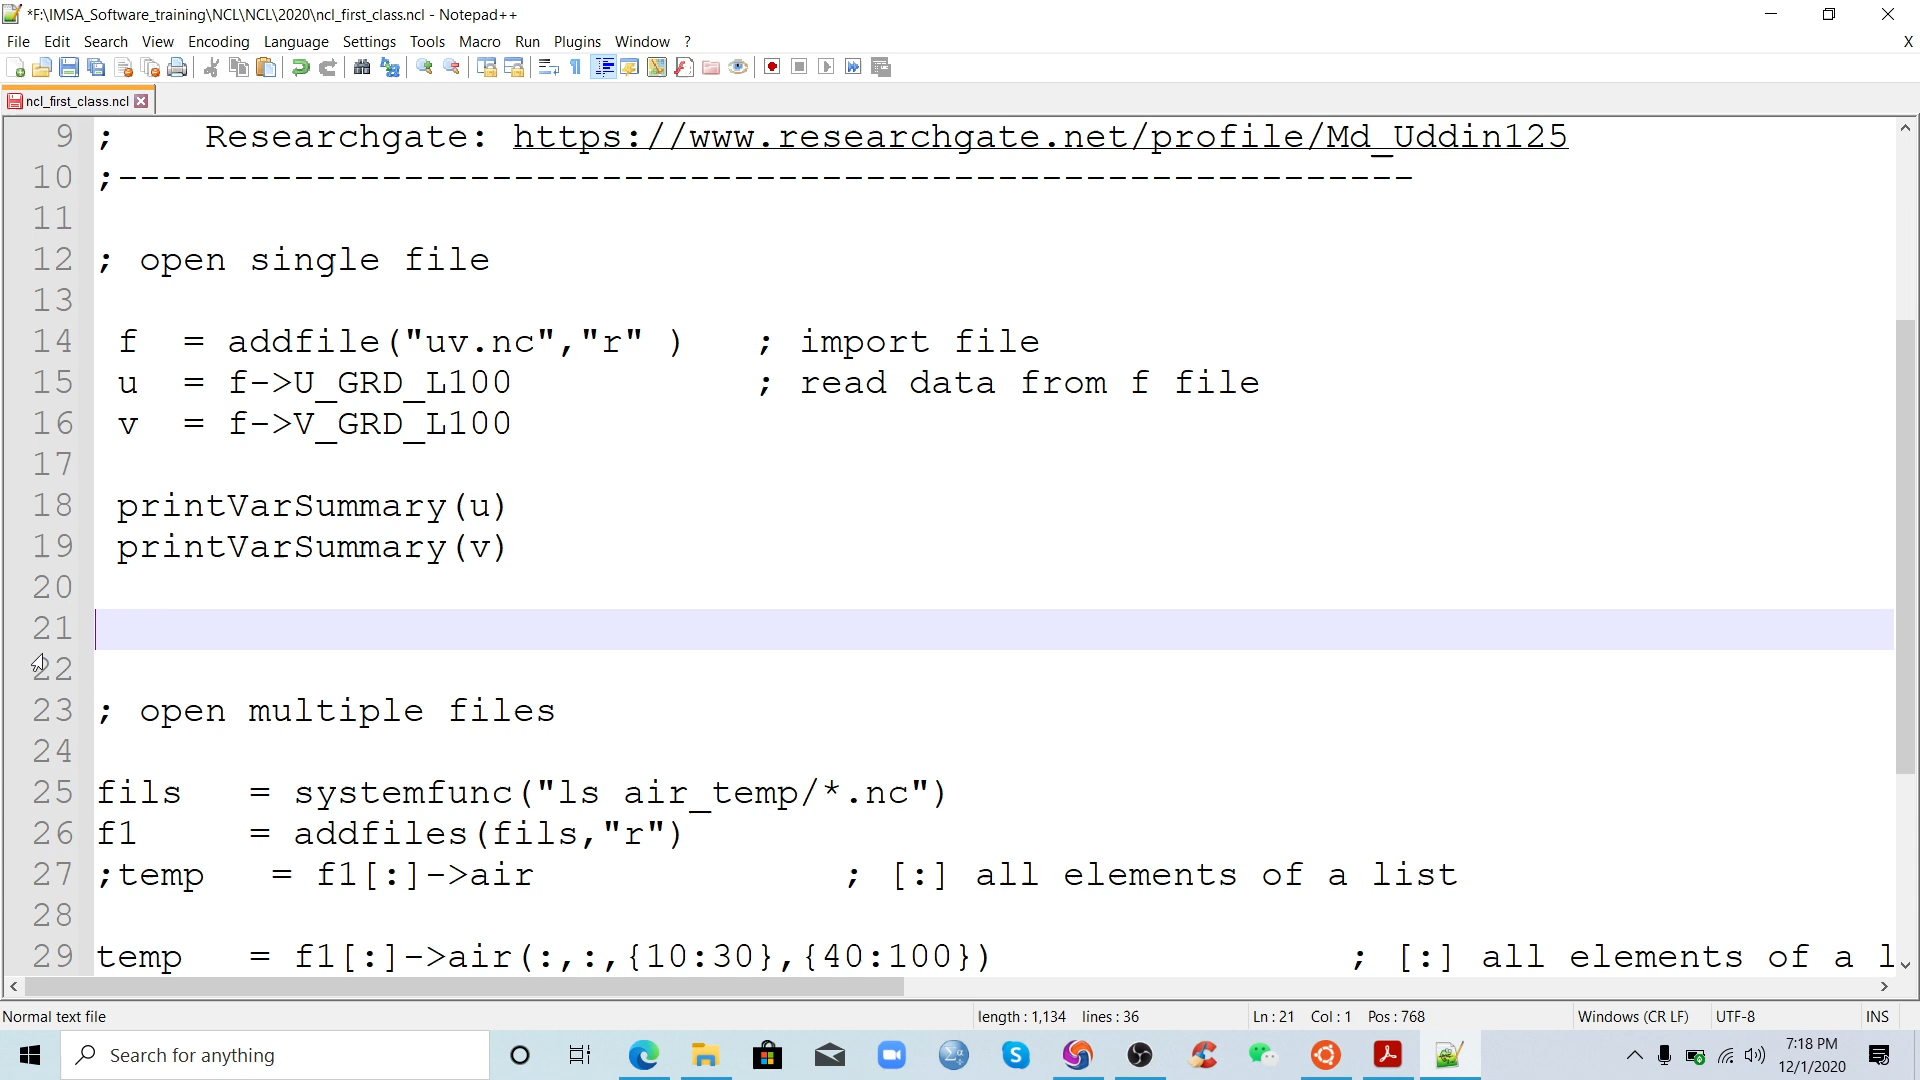 *F:\IMSA_Software_training\NCL\NCL\2020\ncl_first_class.ncl - Notepad++
File Edit Search View Encoding Language Settings Tools Macro Run Plugins Window ? X
ncl_first_class.ncl
9 ; Researchgate: https://www.researchgate.net/profile/Md_Uddin125
10 ;-----------------------------------------------------------
11
12 ; open single file
13
14 f = addfile("uv.nc","r" ) ; import file
15 u = f->U_GRD_L100 ; read data from f file
16 v = f->V_GRD_L100
17
18 printVarSummary(u)
19 printVarSummary(v)
20
21
22
23 ; open multiple files
24
25 fils = systemfunc("ls air_temp/*.nc")
26 f1 = addfiles(fils,"r")
27 ;temp = f1[:]->air ; [:] all elements of a list
28
29 temp = f1[:]->air(:,:,{10:30},{40:100}) ; [:] all elements of a l
Normal text file length : 1,134 lines : 36 Ln : 21 Col : 1 Pos : 768 Windows (CR LF) UTF-8 INS
Search for anything
7:18 PM
12/1/2020